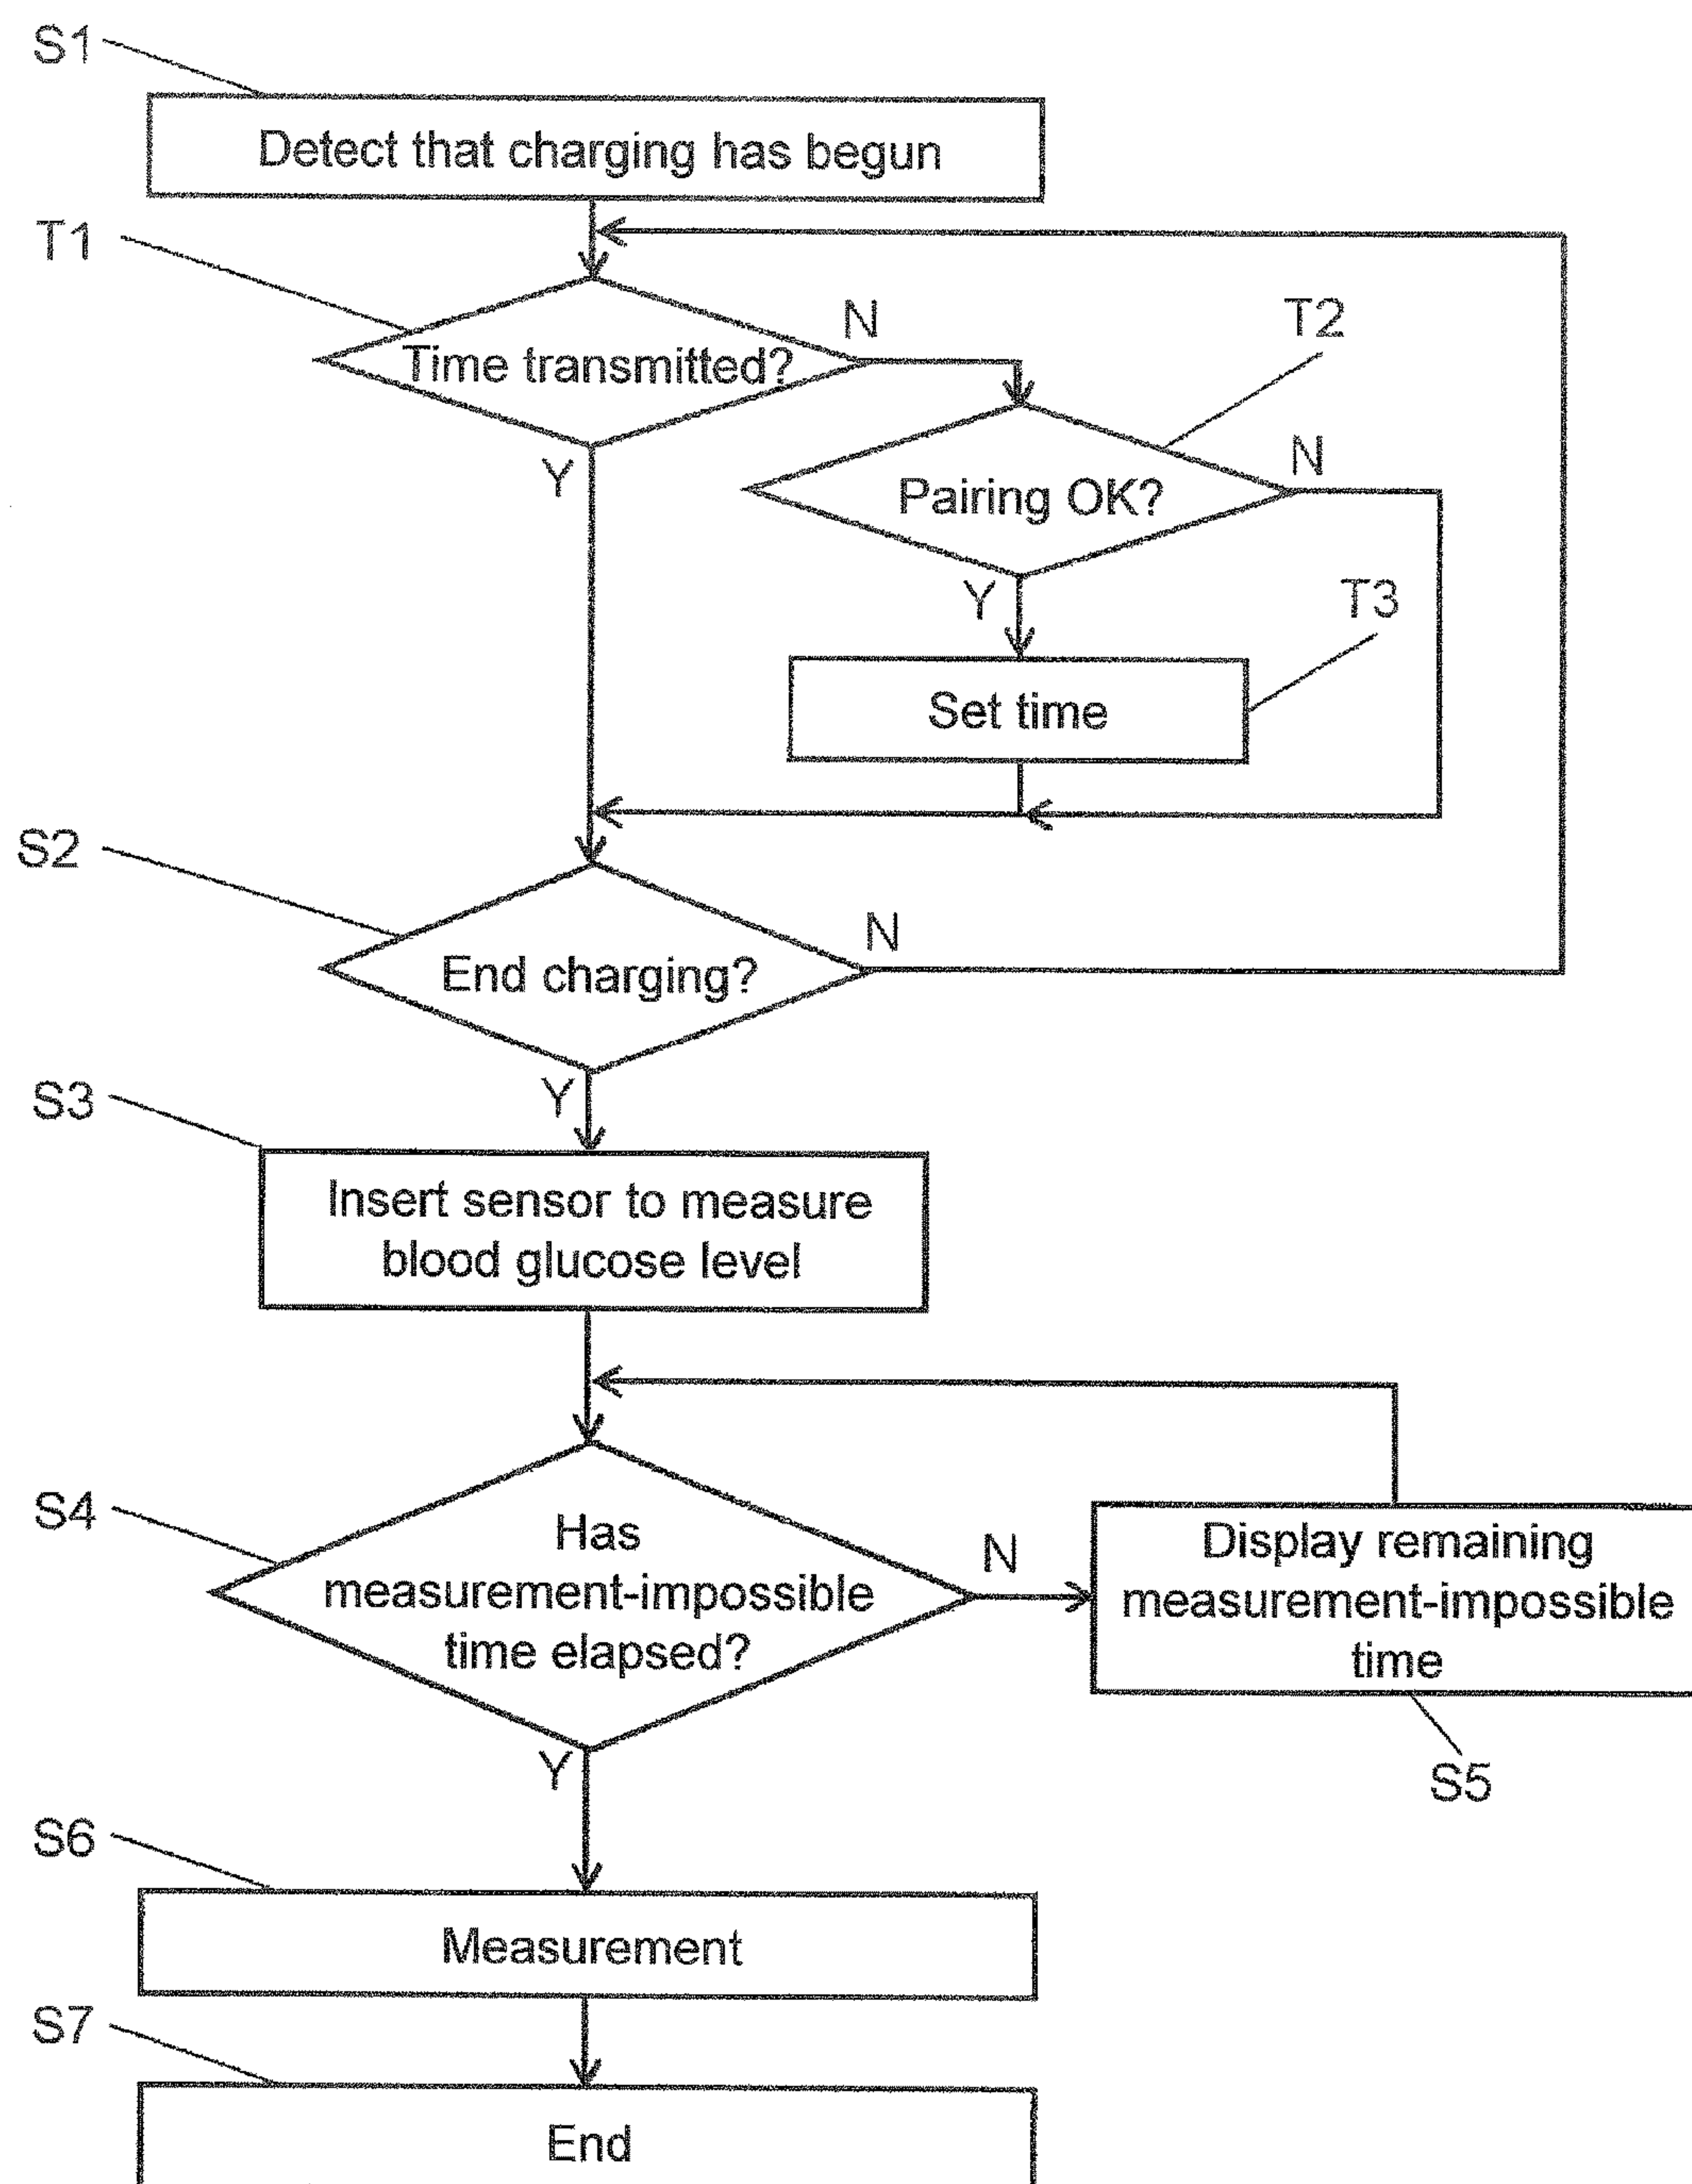 S1
Detect that charging has begun
T1
Time transmitted?
N
Y
T2
Pairing OK?
N
Y
T3
Set time
S2
End charging?
N
Y
S3
Insert sensor to measure
blood glucose level
S4
Has
measurement-impossible
time elapsed?
N
Y
Display remaining
measurement-impossible
time
S5
S6
Measurement
S7
End